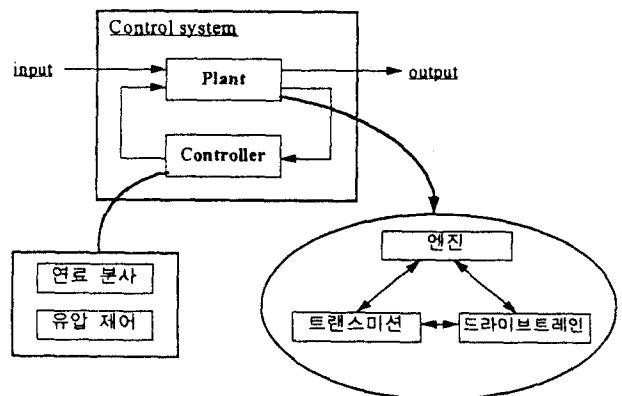 Control system
input
Plant
output
Controller
연료 분사
유압 제어
엔진
트랜스미션
드라이브트레인